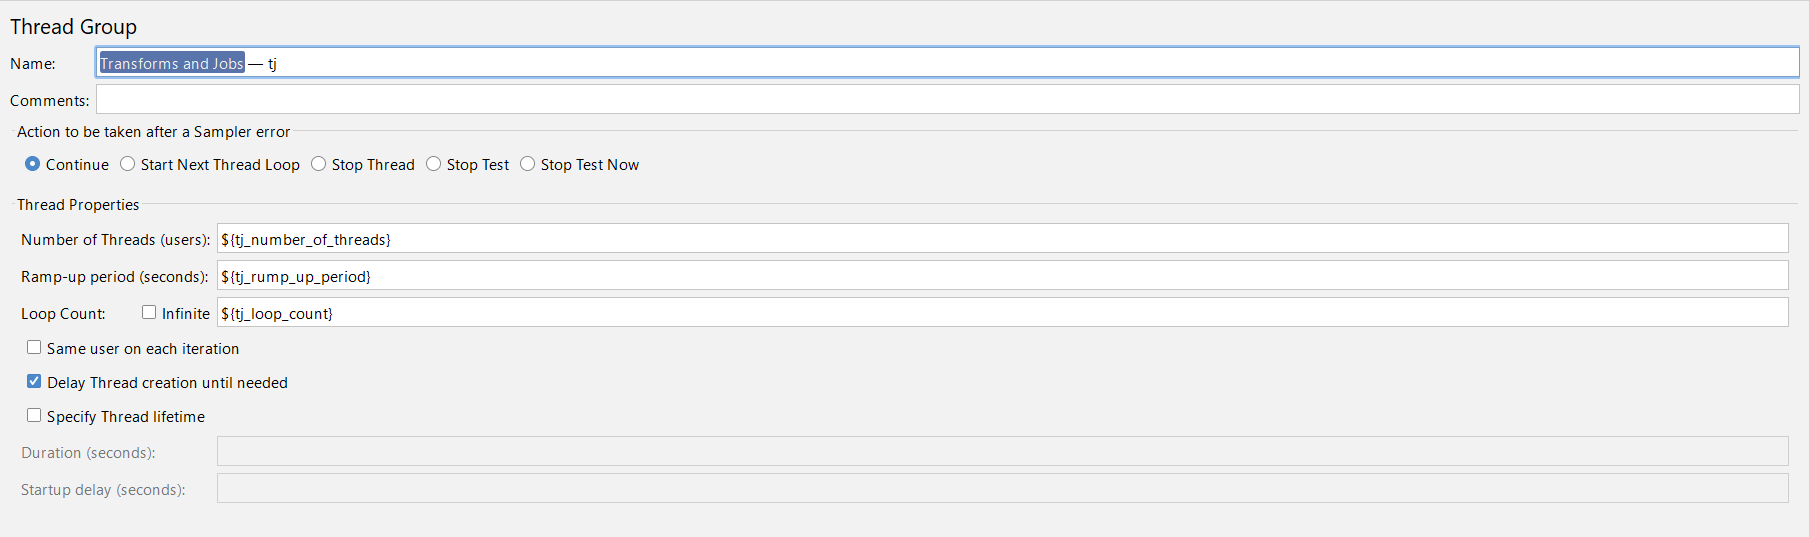 Thread Group
Name: Transforms and Jobs — tj
Comments:
Action to be taken after a Sampler error
Continue Start Next Thread Loop Stop Thread Stop Test Stop Test Now
Thread Properties
Number of Threads (users): ${tj_number_of_threads}
Ramp-up period (seconds): ${tj_rump_up_period}
Loop Count: Infinite ${tj_loop_count}
Same user on each iteration
Delay Thread creation until needed
Specify Thread lifetime
Duration (seconds):
Startup delay (seconds):